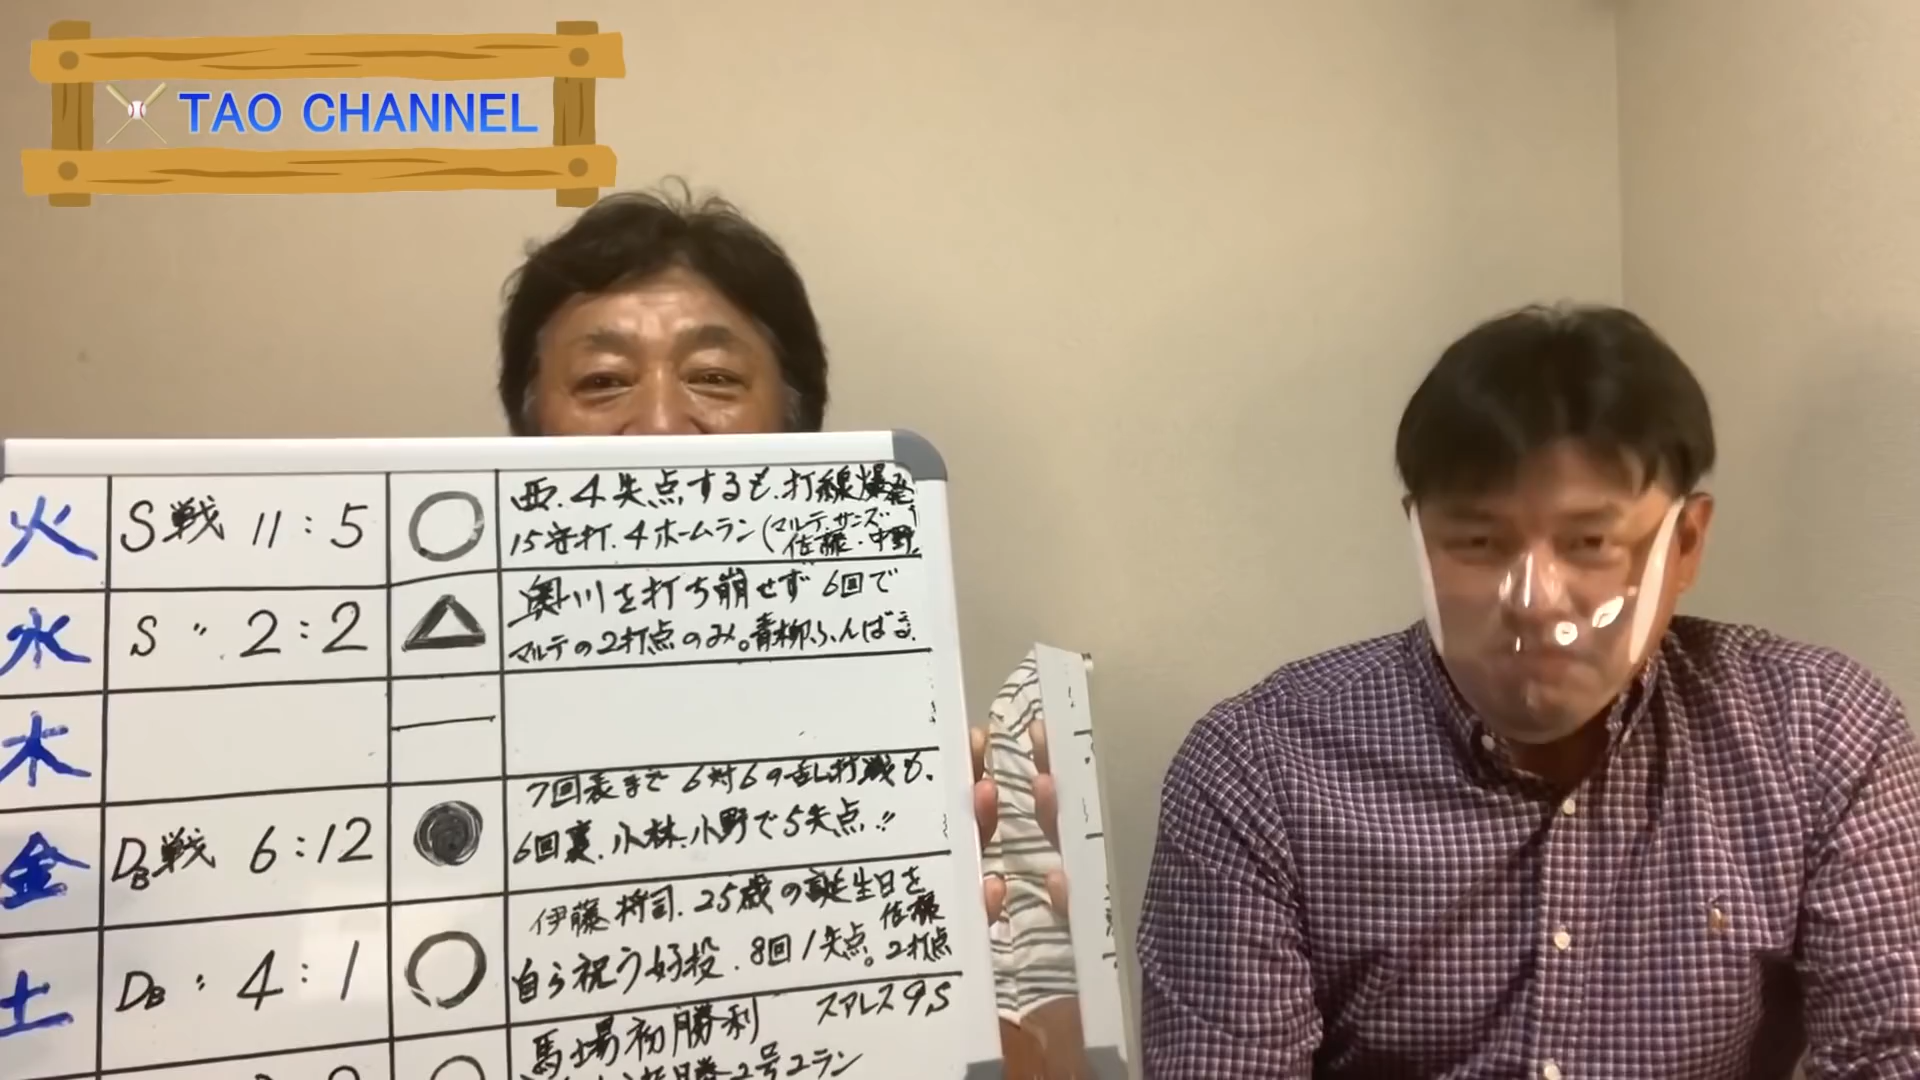 TAO CHANNEL
火 S戦 11:5 ○ 西.4失点するも.打線爆発
15安打.4ホームラン(マルテ.サンズ
佐藤.中野
水 S〃 2:2 △ 奥川を打ち崩せず 6回で
マルテの2打点のみ。青柳ふんばる.
木 —
金 DB戦 6:12 ● 7回表まで 6対6の乱打戦も.
6回裏.小林.小野で5失点!!
土 DB〃 4:1 ○ 伊藤将司.25歳の誕生日を
自ら祝う好投.8回1失点。佐藤
2打点
スアレス9S
馬場初勝利
2号2ラン